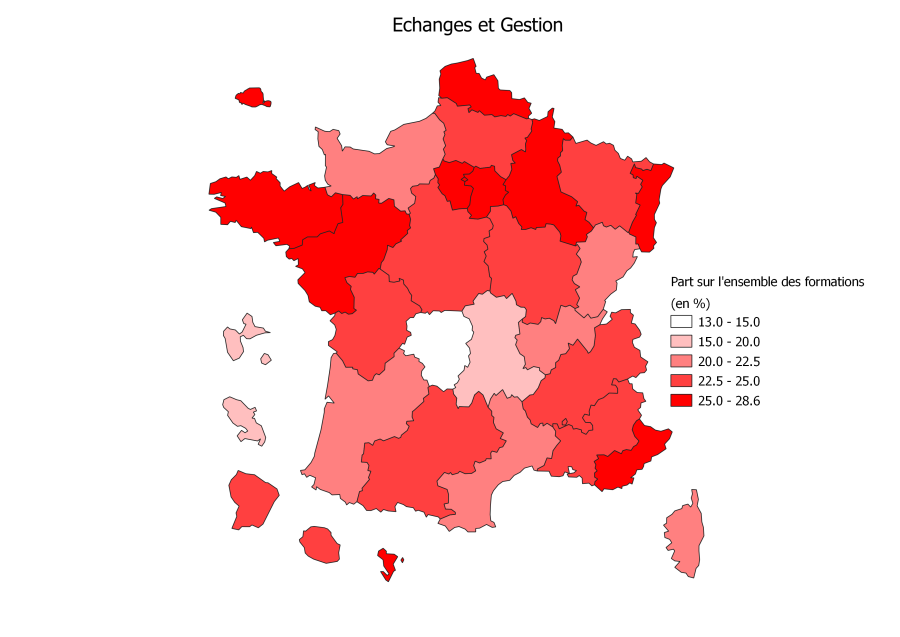 Echanges et Gestion
Part sur l'ensemble des formations
(en %)
13.0 - 15.0
15.0 - 20.0
20.0 - 22.5
22.5 - 25.0
25.0 - 28.6